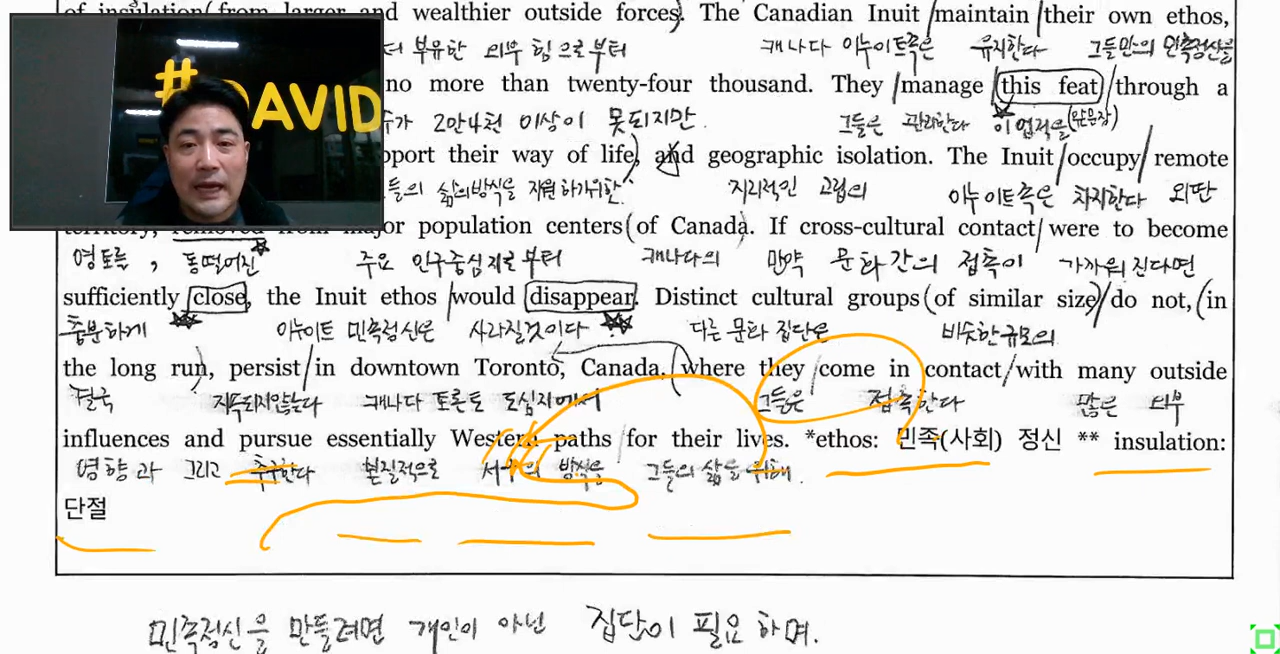 of insulation(from larger and wealthier outside forces). The Canadian Inuit/maintain/their own ethos,
부유한 외부 힘으로부터 캐나다 이누이트족은 유지한다 그들만의 민족정신을
#DAVID
no more than twenty-four thousand. They/manage this feat/through a
2만4천 이상이 못되지만. 그들은 관리한다 이업적을
pport their way of life, and geographic isolation. The Inuit/occupy/remote
들의 삶의방식을 지원하기위한 지리적인 고립의 이누이트족은 차지한다 외딴
territory, removed from major population centers(of Canada). If cross-cultural contact/were to become
영토를, 동떨어진 주요 인구중심지로부터 캐나다의 만약 문화간의 접촉이 가까워진다면
sufficiently close, the Inuit ethos/would disappear. Distinct cultural groups(of similar size)/do not,(in
충분하게 이누이트 민족정신은 사라질것이다 다른 문화 집단은 비슷한규모의
the long run), persist/in downtown Toronto, Canada,(where they/come in contact/with many outside
결국 지속되지않는다 캐나다 토론토 도심지에서 그들은 접촉한다 많은 외부
influences and pursue essentially Western paths/for their lives. *ethos: 민족(사회) 정신 ** insulation:
영향과 그리고 추구한다 본질적으로 서구의 방식을 그들의 삶을 위해.
단절
민족정신을 만들려면 개인이 아닌 집단이 필요하며.